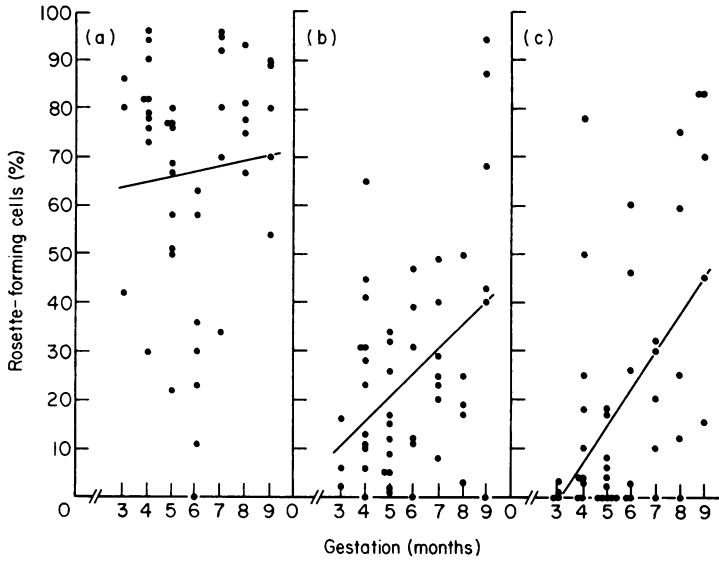 100
90
80
70
60
50
40
30
20
10
0
Rosette-forming cells (%)
(a)
(b)
(c)
3 4 5 6 7 8 9 0 3 4 5 6 7 8 9 0 3 4 5 6 7 8 9
Gestation (months)